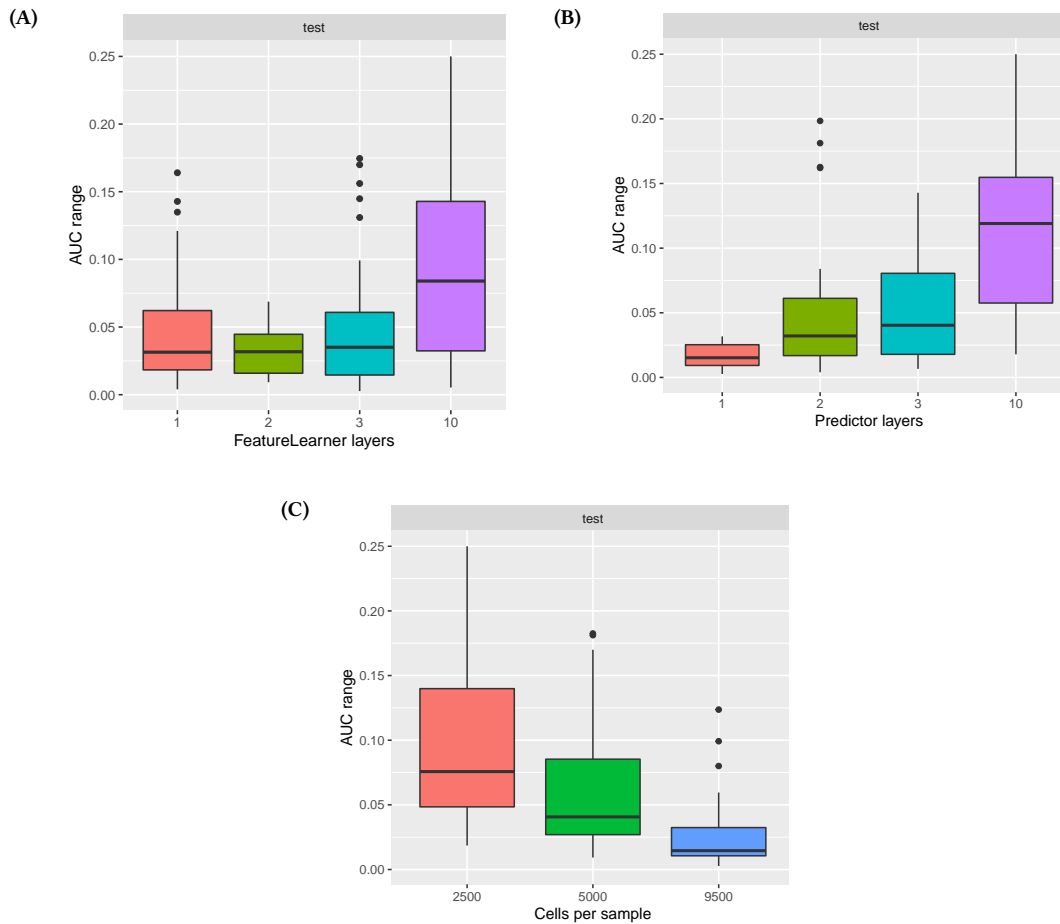 (A)
test
0.25
0.20
0.15
0.10
0.05
0.00
AUC range
1 2 3 10
FeatureLearner layers
(B)
test
0.25
0.20
0.15
0.10
0.05
0.00
AUC range
1 2 3 10
Predictor layers
(C)
test
0.25
0.20
0.15
0.10
0.05
0.00
AUC range
2500 5000 9500
Cells per sample